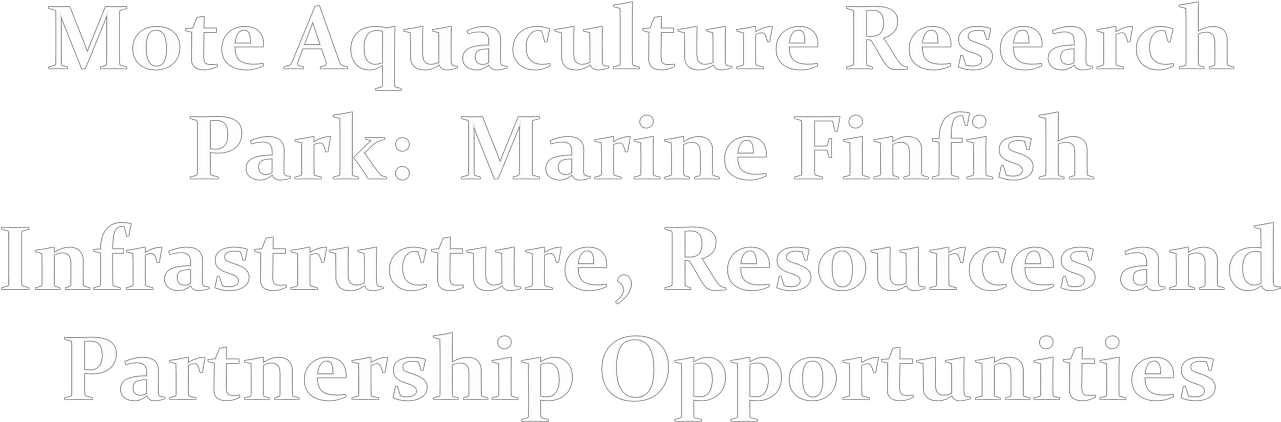 Mote Aquaculture Research
Park:  Marine Finfish
Infrastructure, Resources and
Partnership Opportunities